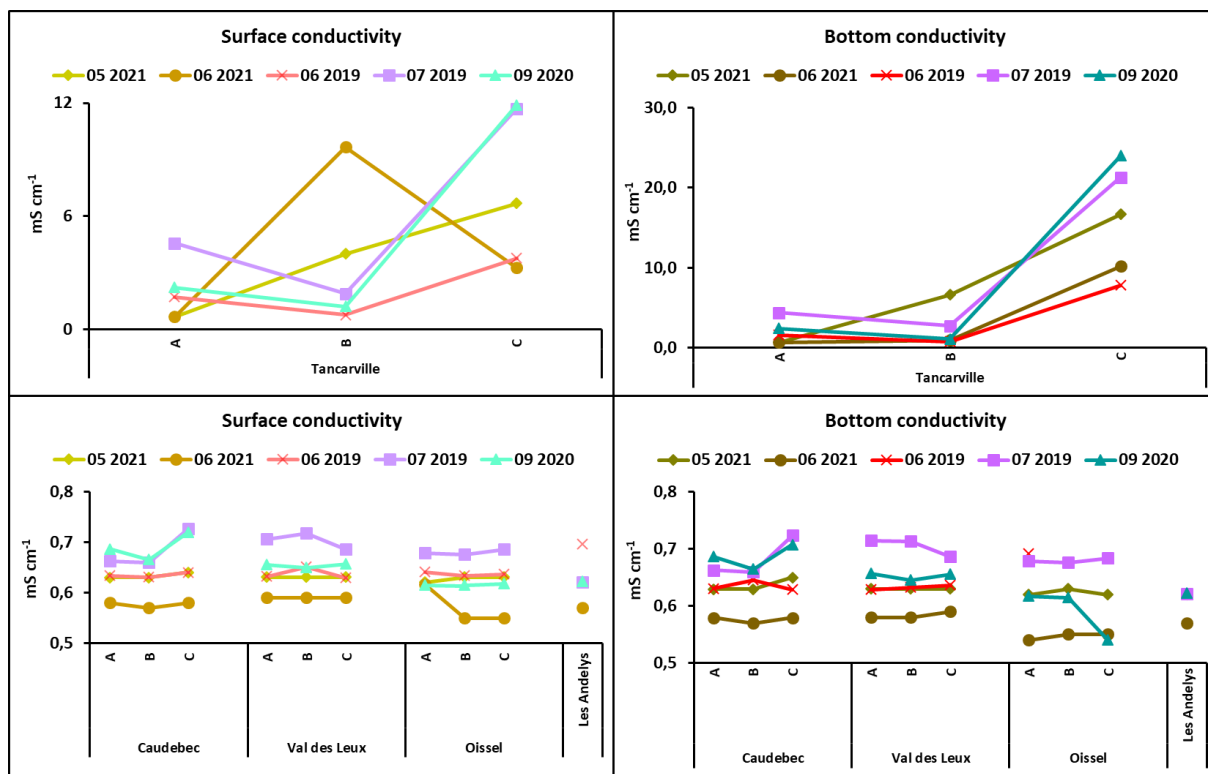 Surface conductivity
05 2021 06 2021 06 2019 07 2019 09 2020
12
6
0
mS cm-1
A B C
Tancarville
Bottom conductivity
05 2021 06 2021 06 2019 07 2019 09 2020
30,0
20,0
10,0
0,0
mS cm-1
A B C
Tancarville
Surface conductivity
05 2021 06 2021 06 2019 07 2019 09 2020
0,8
0,7
0,6
0,5
mS cm-1
A B C A B C A B C Les Andelys
Caudebec Val des Leux Oissel
Bottom conductivity
05 2021 06 2021 06 2019 07 2019 09 2020
0,8
0,7
0,6
0,5
mS cm-1
A B C A B C A B C Les Andelys
Caudebec Val des Leux Oissel